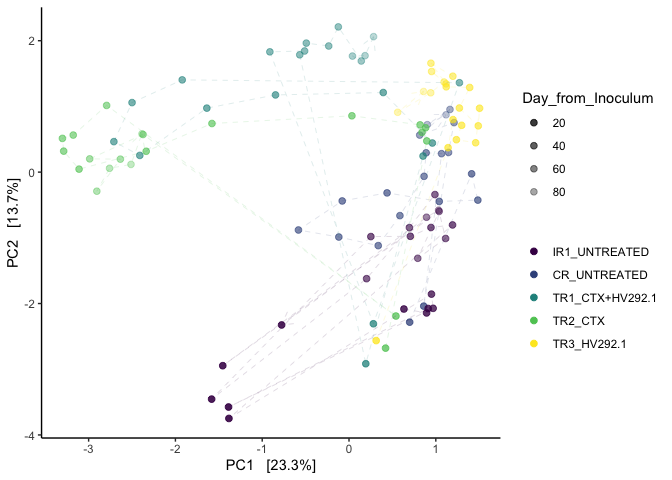 2
0
-2
-4
-3
-2
-1
0
1
PC2 [13.7%]
PC1 [23.3%]
Day_from_Inoculum
20
40
60
80
IR1_UNTREATED
CR_UNTREATED
TR1_CTX+HV292.1
TR2_CTX
TR3_HV292.1